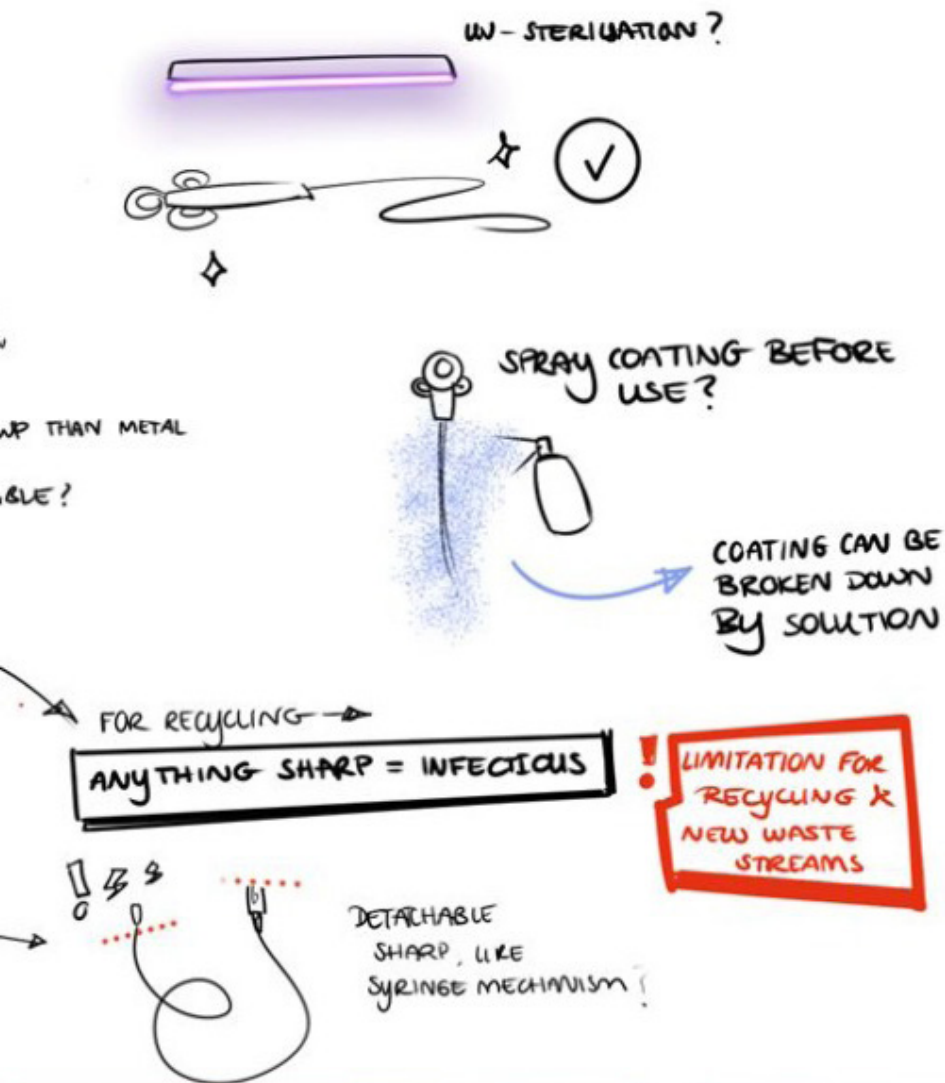 UV-STERILISATION?
SPRAY COATING BEFORE
USE?
THAN METAL
COATING CAN BE
BROKEN DOWN
BY SOLUTION
FOR RECYCLING
ANYTHING SHARP = INFECTIOUS
! LIMITATION FOR
RECYCLING &
NEW WASTE
STREAMS
!
DETACHABLE
SHARP, LIKE
SYRINGE MECHANISM?